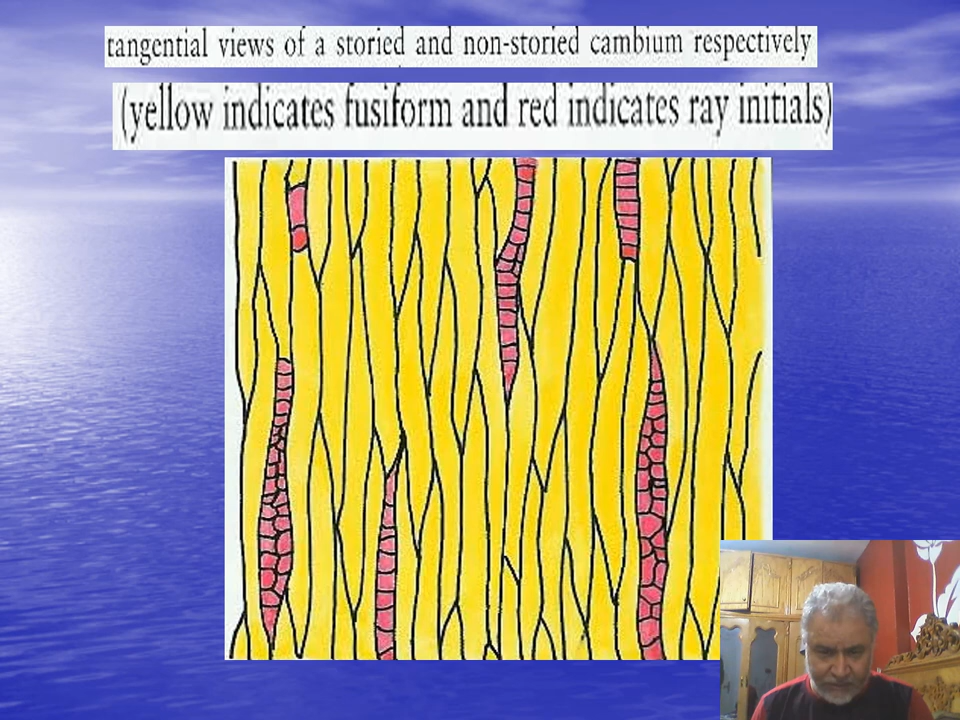 tangential views of a storied and non-storied cambium respectively
(yellow indicates fusiform and red indicates ray initials)